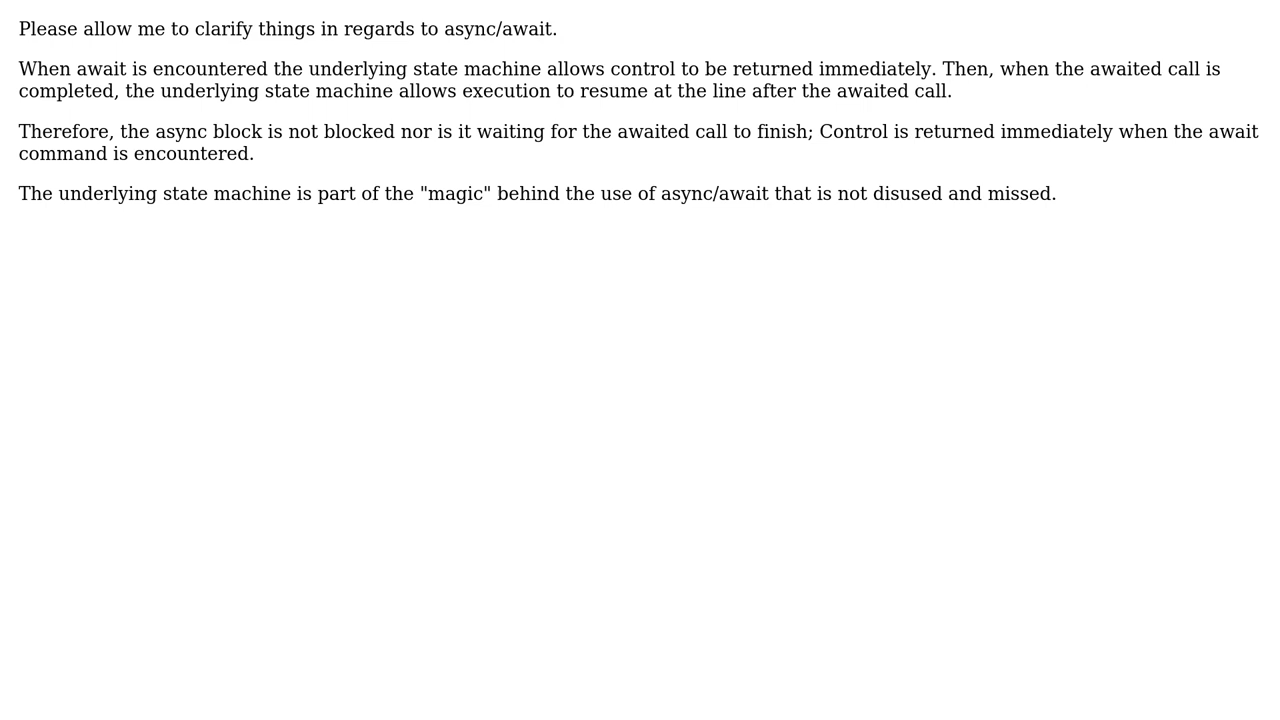 Please allow me to clarify things in regards to async/await.
When await is encountered the underlying state machine allows control to be returned immediately. Then, when the awaited call is
completed, the underlying state machine allows execution to resume at the line after the awaited call.
Therefore, the async block is not blocked nor is it waiting for the awaited call to finish; Control is returned immediately when the await
command is encountered.
The underlying state machine is part of the "magic" behind the use of async/await that is not disused and missed.